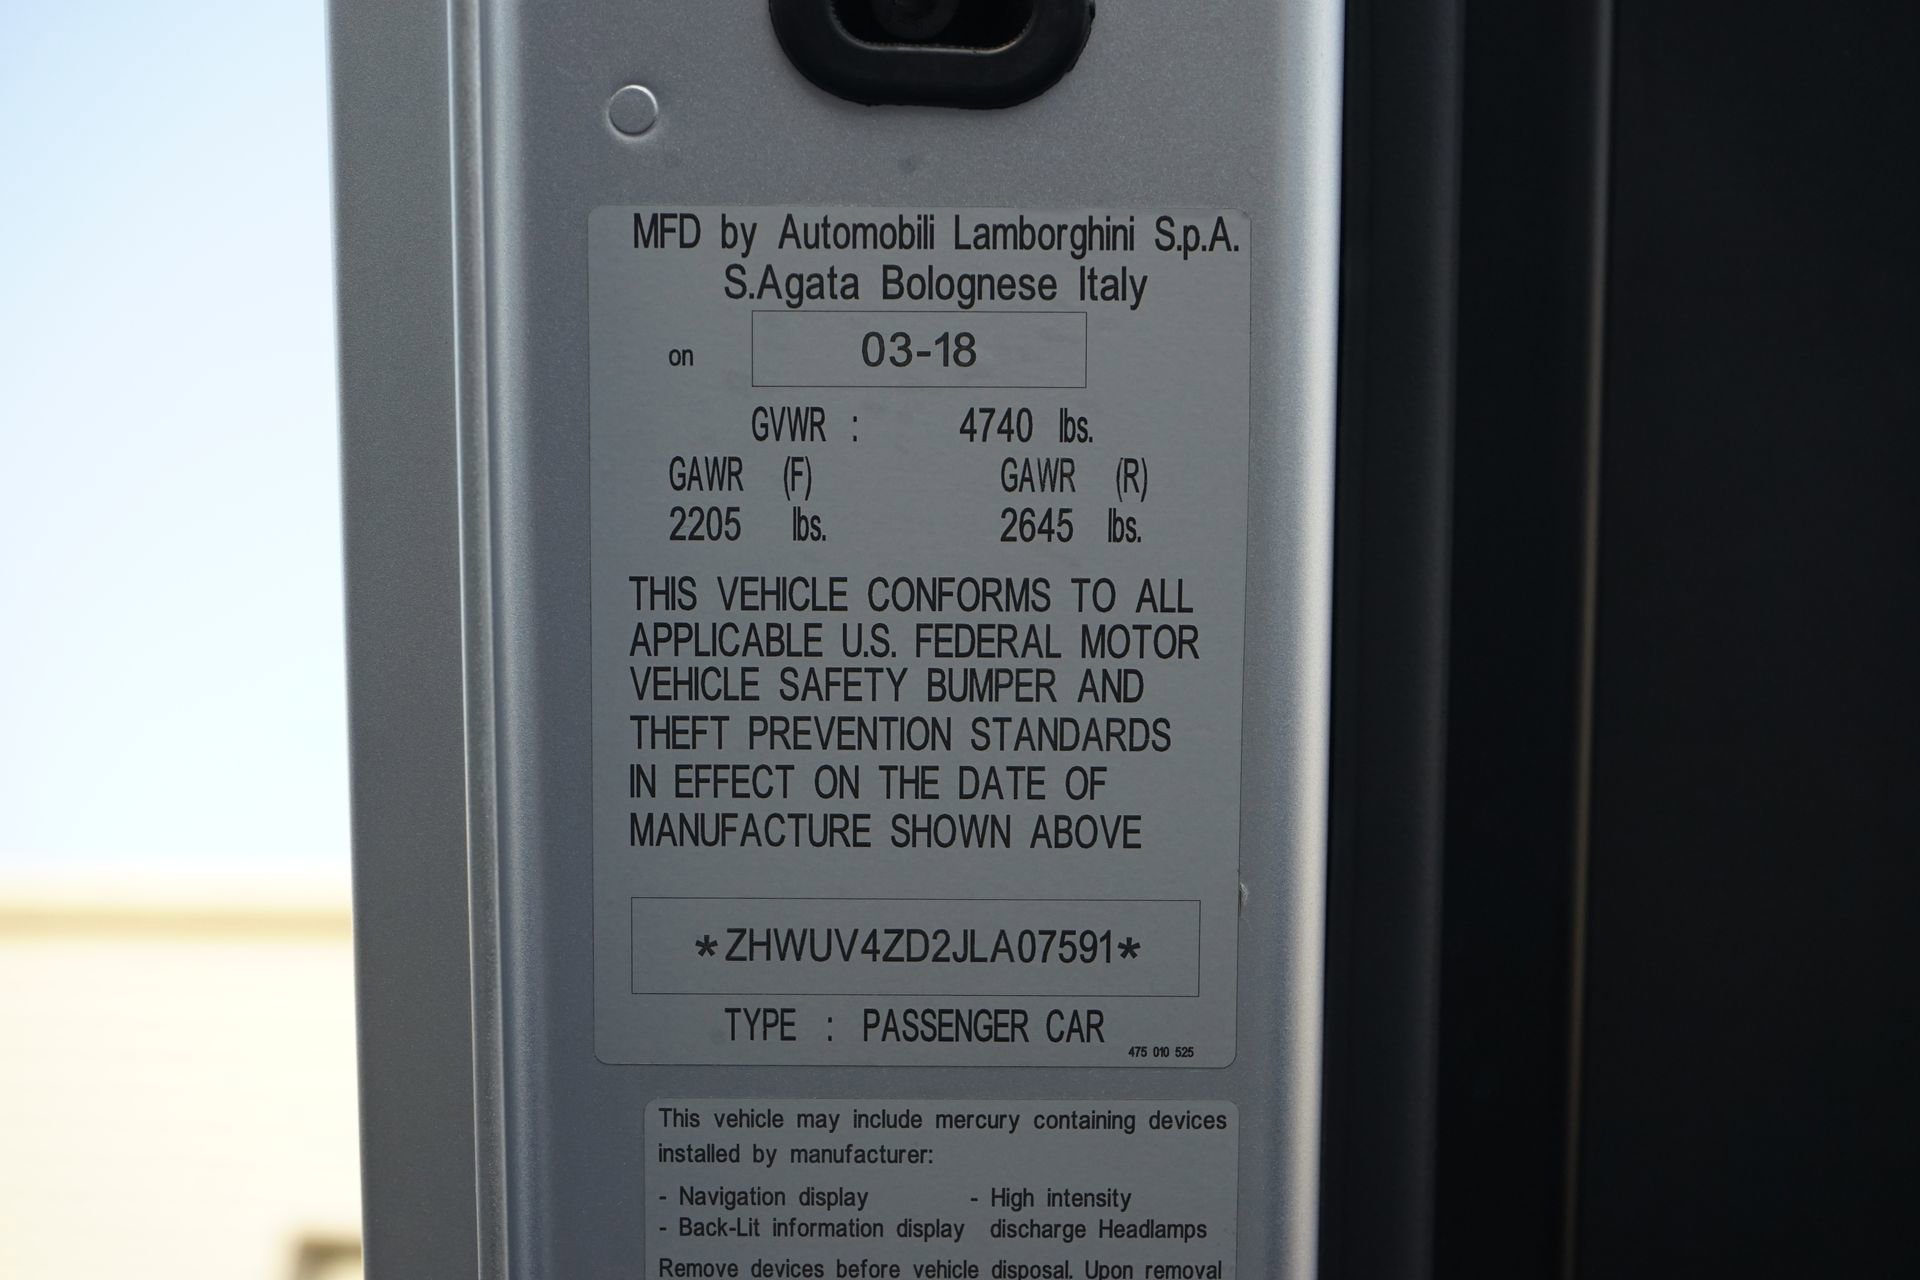 MFD by Automobili Lamborghini S.p.A.
S.Agata Bolognese Italy
on 03-18
GVWR : 4740 lbs.
GAWR (F) GAWR (R)
2205 lbs. 2645 lbs.
THIS VEHICLE CONFORMS TO ALL
APPLICABLE U.S. FEDERAL MOTOR
VEHICLE SAFETY BUMPER AND
THEFT PREVENTION STANDARDS
IN EFFECT ON THE DATE OF
MANUFACTURE SHOWN ABOVE
*ZHWUV4ZD2JLA07591*
TYPE : PASSENGER CAR
475 010 525
This vehicle may include mercury containing devices
installed by manufacturer:
- Navigation display - High intensity
- Back-Lit information display discharge Headlamps
Remove devices before vehicle disposal. Upon removal